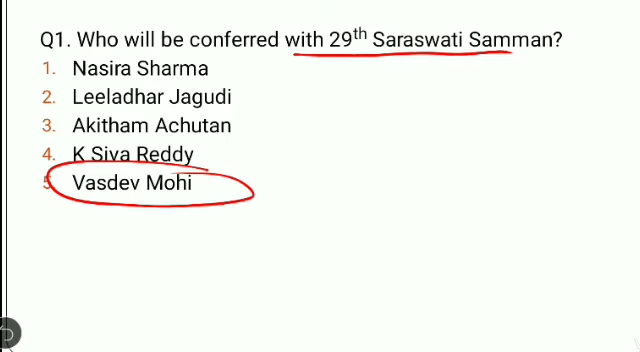 Q1. Who will be conferred with 29th Saraswati Samman?
1. Nasira Sharma
2. Leeladhar Jagudi
3. Akitham Achutan
4. K Siva Reddy
5. Vasdev Mohi